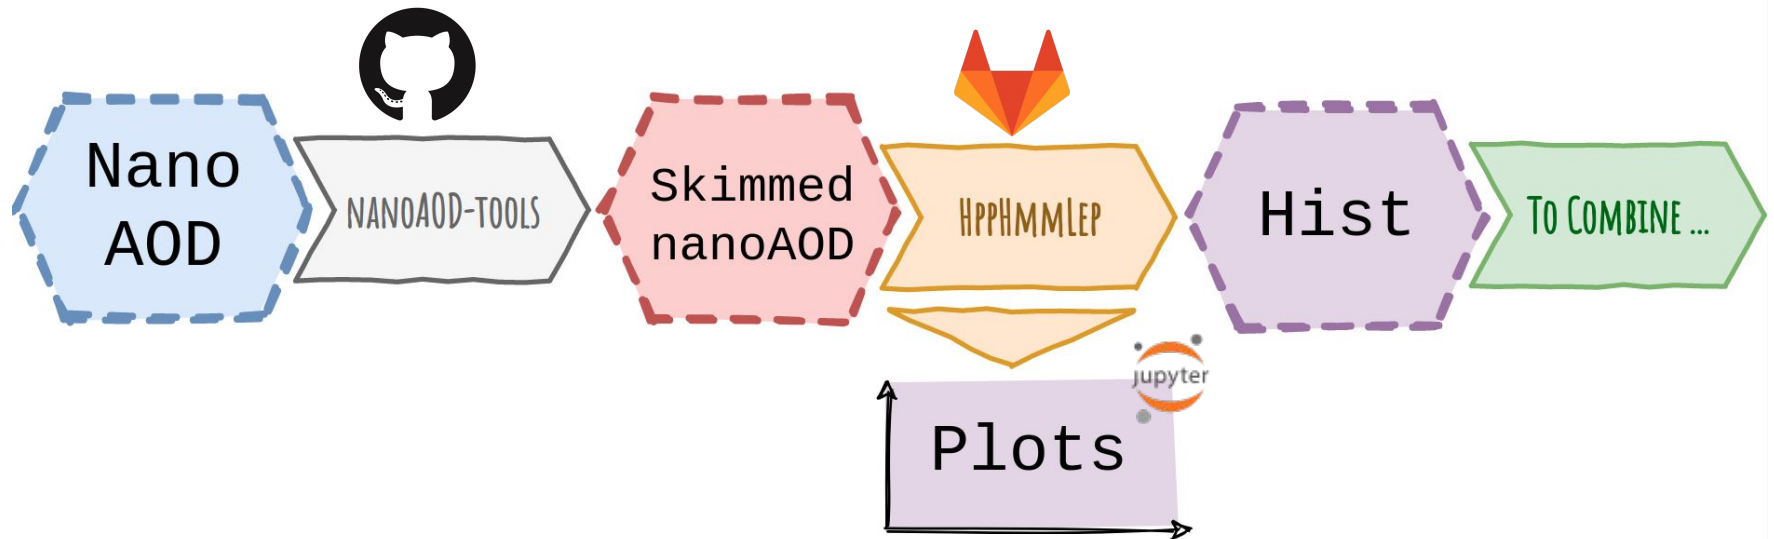 Nano
AOD
NANOAOD-TOOLS
Skimmed
nanoAOD
HppHmmLep
Hist
To Combine ...
jupyter
Plots